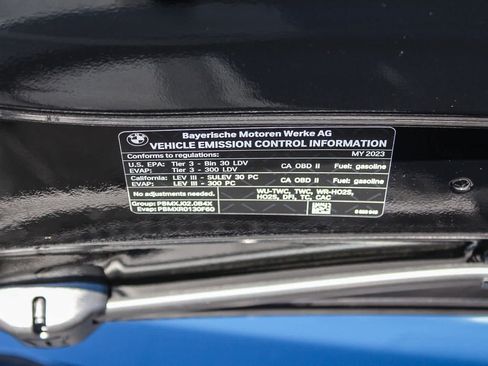 BMW
Bayerische Motoren Werke AG
VEHICLE EMISSION CONTROL INFORMATION
Conforms to regulations: MY 2023
U.S. EPA: Tier 3 - Bin 30 LDV CA OBD II Fuel: gasoline
EVAP: Tier 3 - 300 LDV
California: LEV III - SULEV 30 PC CA OBD II Fuel: gasoline
EVAP: LEV III - 300 PC
No adjustments needed. WU-TWC, TWC, WR-HO2S,
HO2S, DFI, TC, CAC
Group: PBMXJ02.0B4X
Evap: PBMXR0130F60